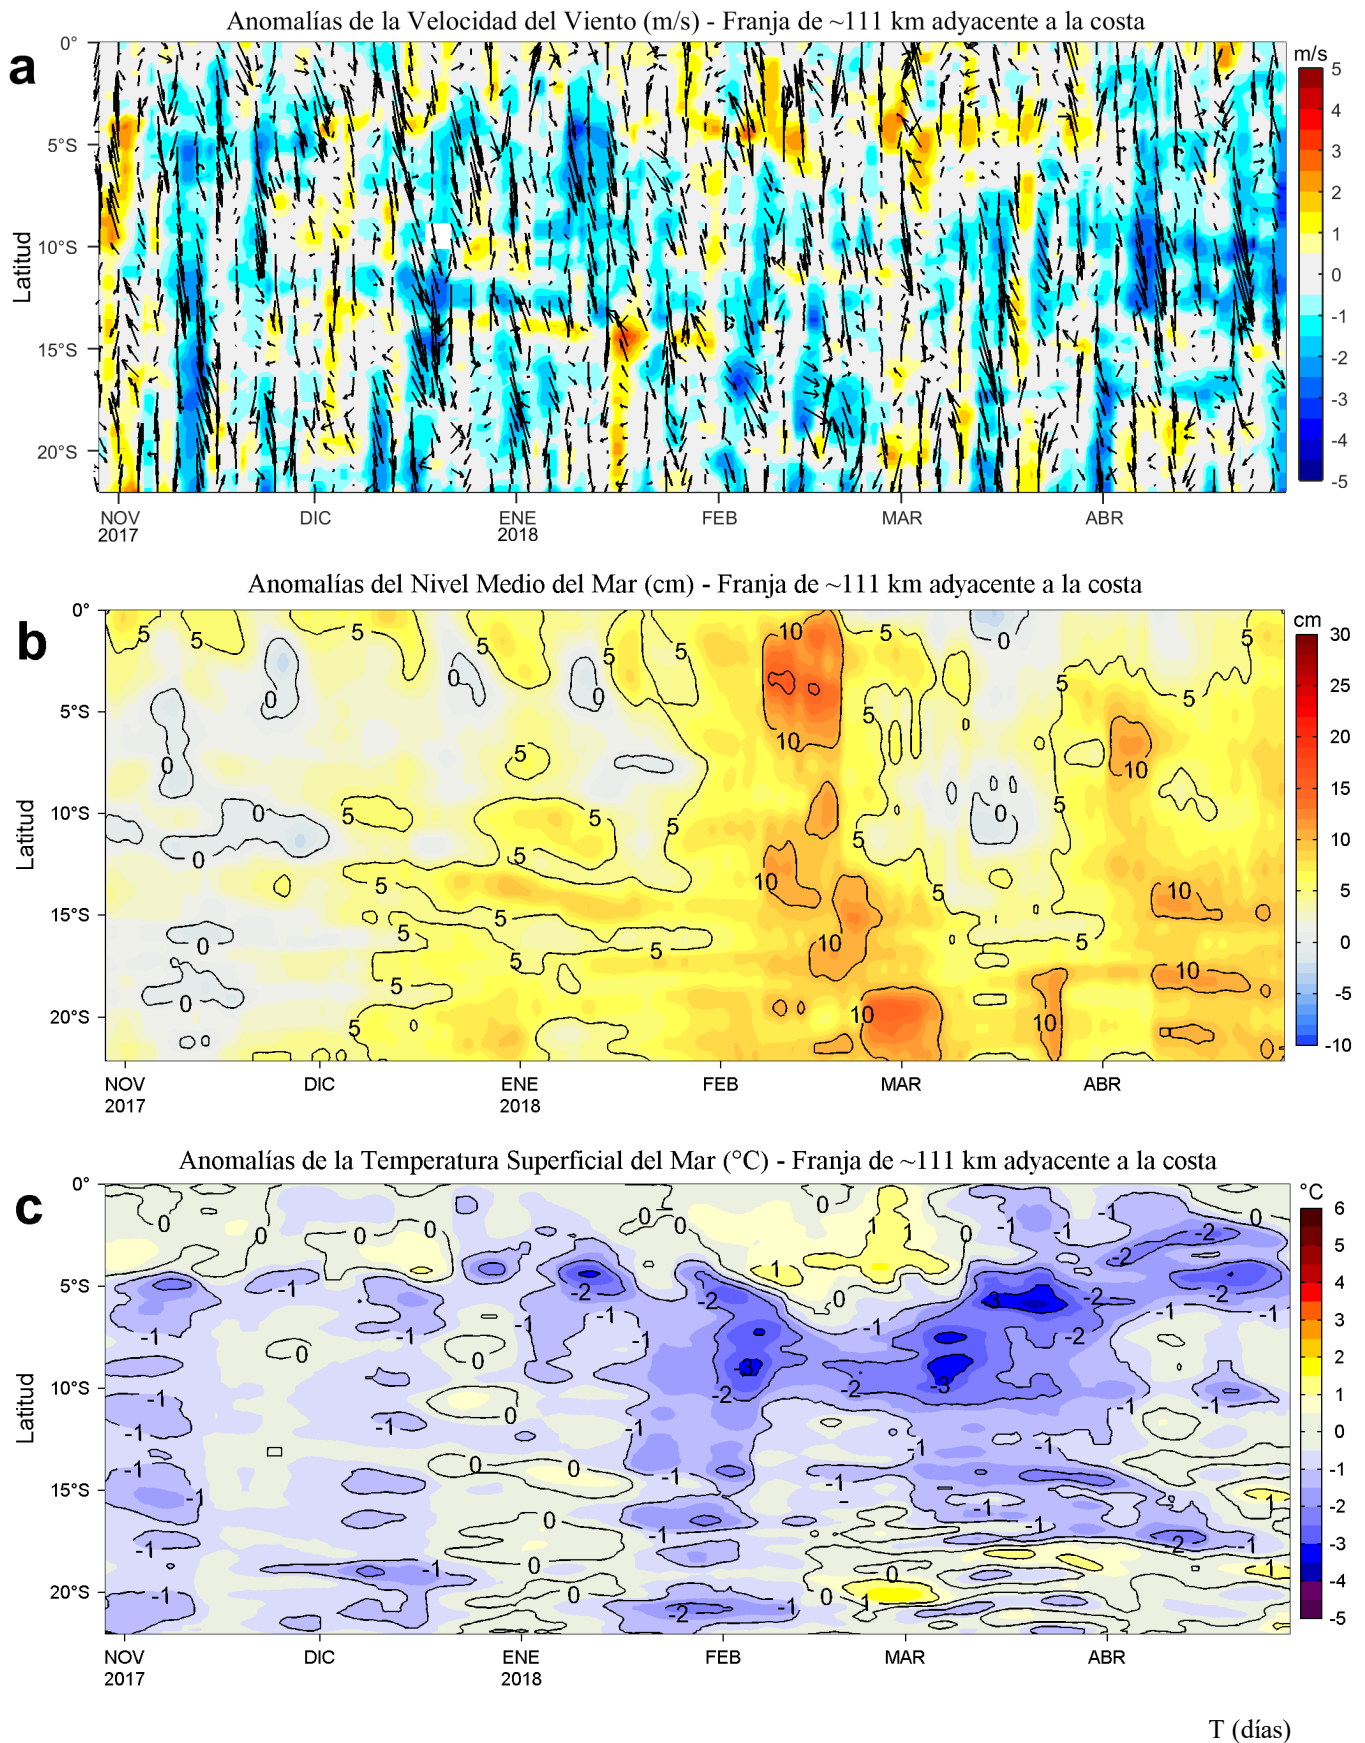 Anomalías de la Velocidad del Viento (m/s) - Franja de ~111 km adyacente a la costa
a
m/s
0°
5°S
10°S
15°S
20°S
Latitud
5
4
3
2
1
0
-1
-2
-3
-4
-5
NOV DIC ENE FEB MAR ABR
2017 2018
Anomalías del Nivel Medio del Mar (cm) - Franja de ~111 km adyacente a la costa
b
cm
0°
5°S
10°S
15°S
20°S
Latitud
30
25
20
15
10
5
0
-5
-10
NOV DIC ENE FEB MAR ABR
2017 2018
Anomalías de la Temperatura Superficial del Mar (°C) - Franja de ~111 km adyacente a la costa
c
°C
0°
5°S
10°S
15°S
20°S
Latitud
6
5
4
3
2
1
0
-1
-2
-3
-4
-5
NOV DIC ENE FEB MAR ABR
2017 2018
T (días)